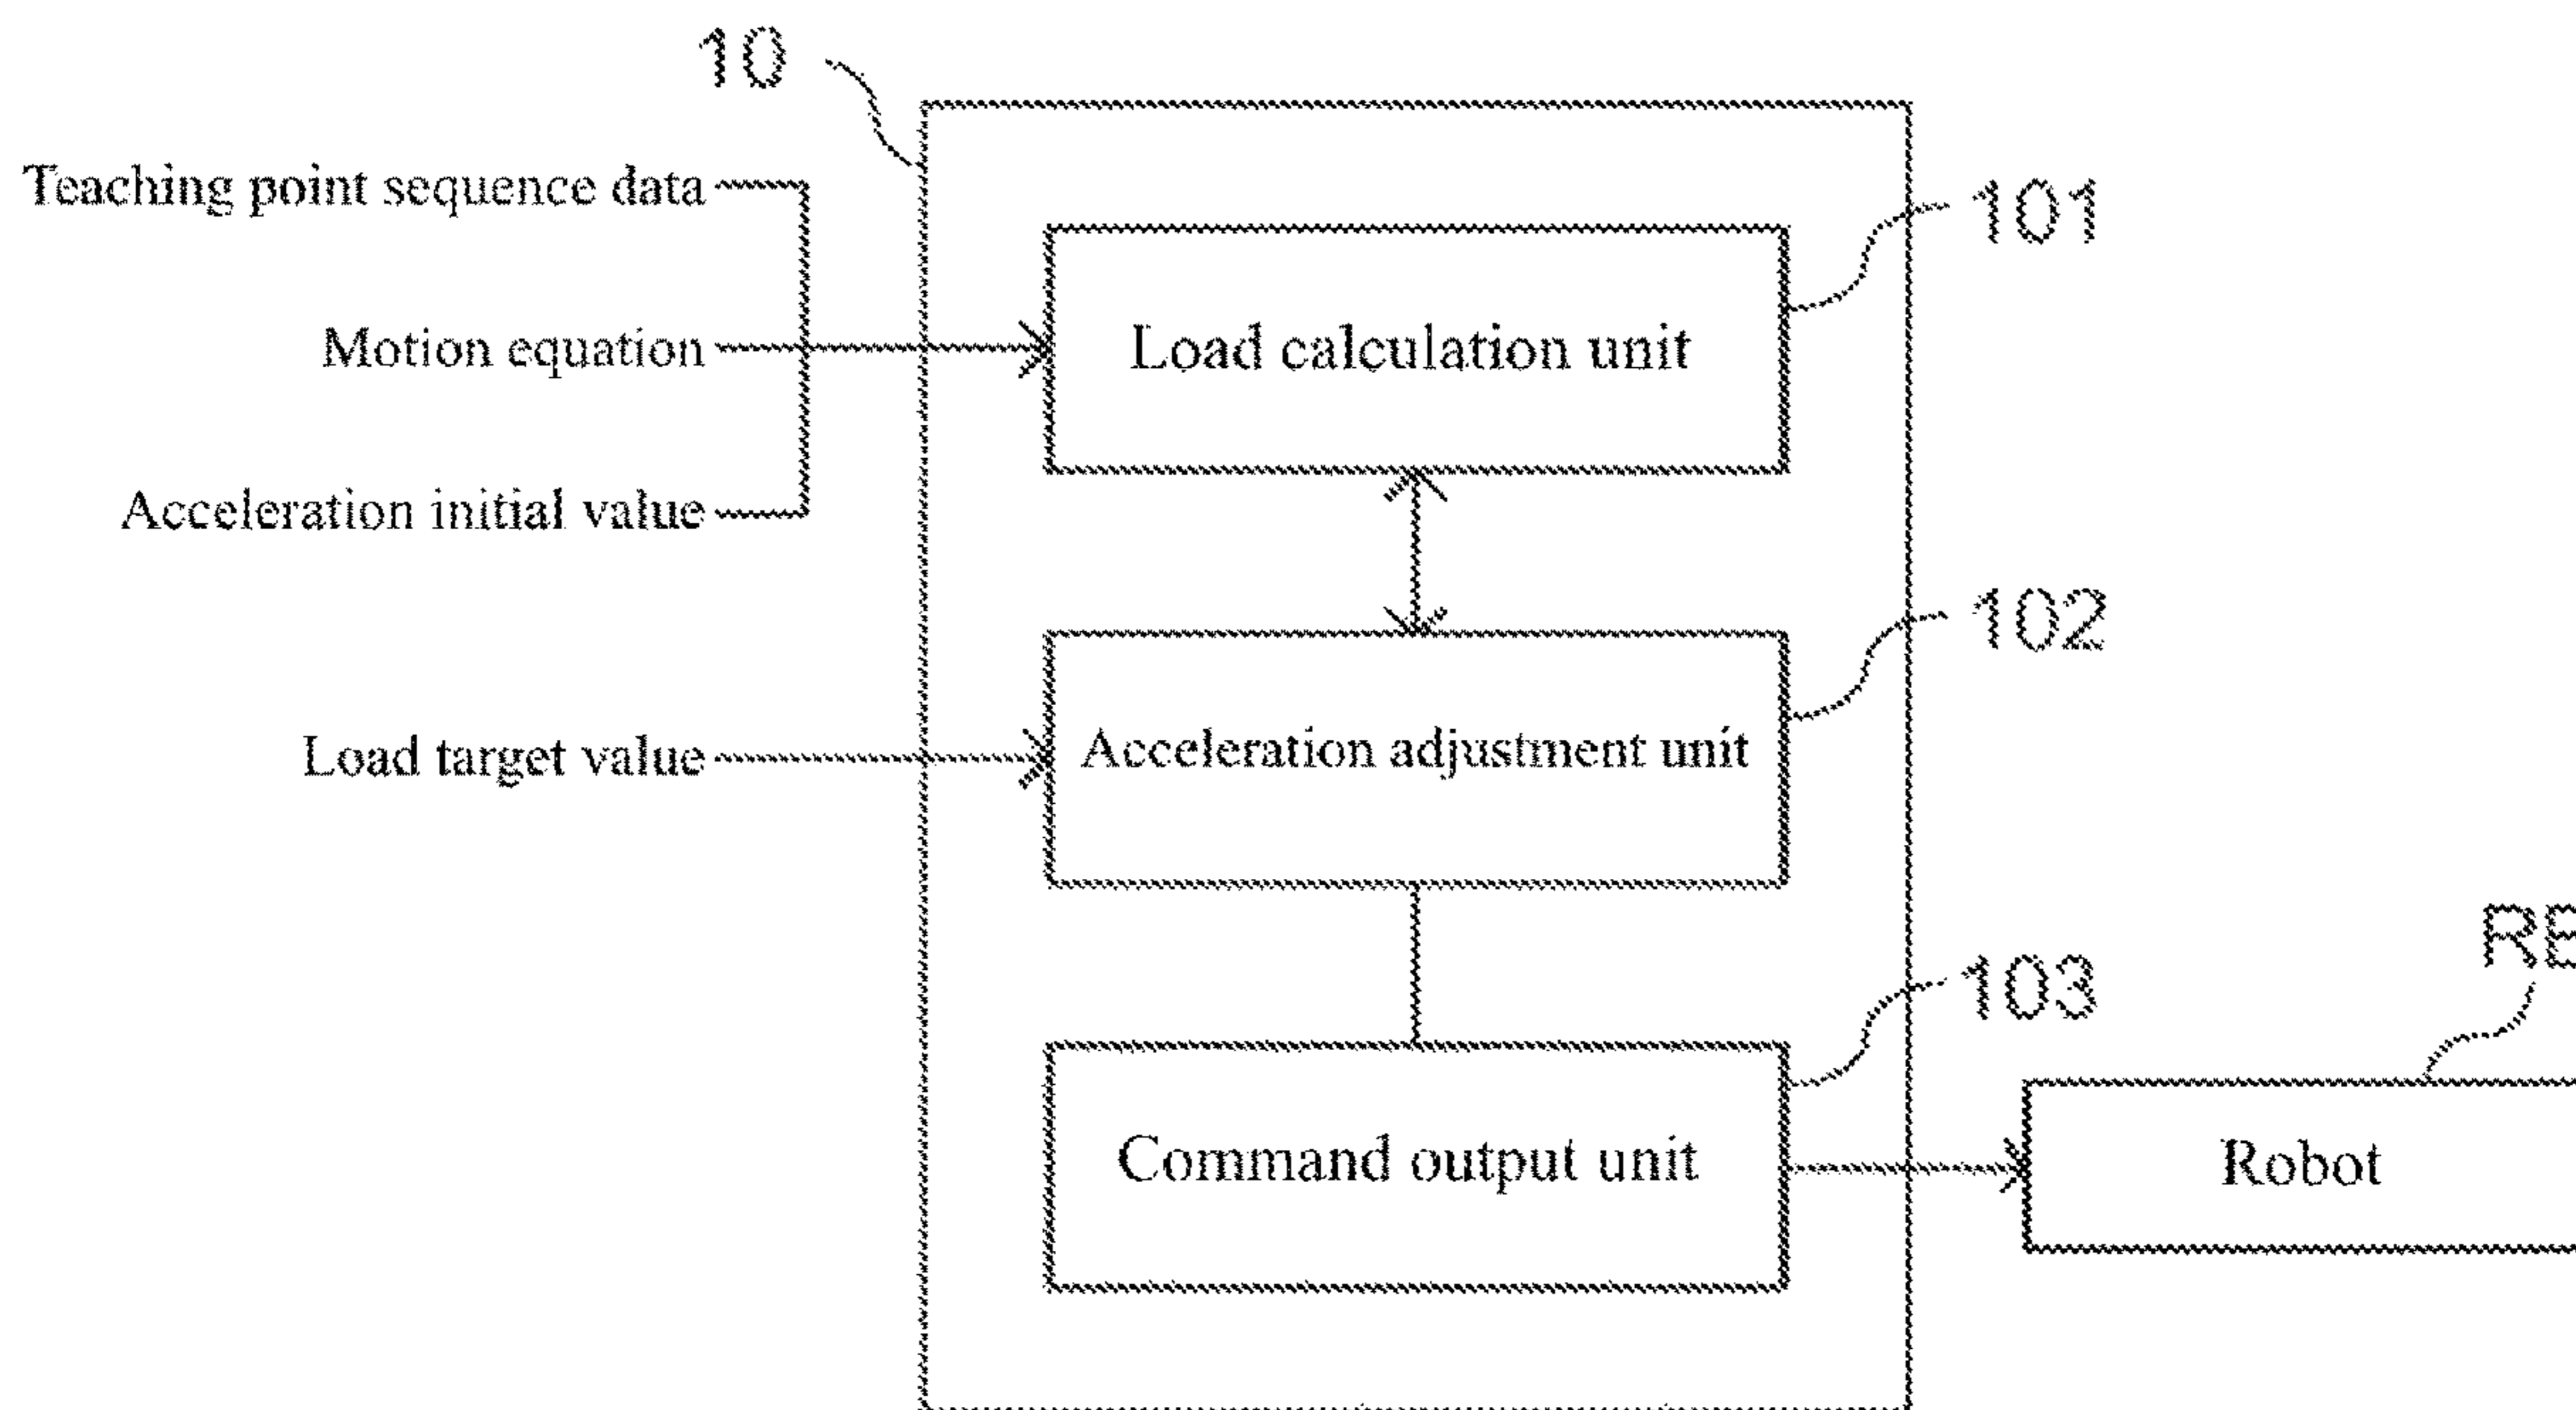 10
Teaching point sequence data
101
Motion equation
Load calculation unit
Acceleration initial value
102
Load target value
Acceleration adjustment unit
103
Command output unit
Robot